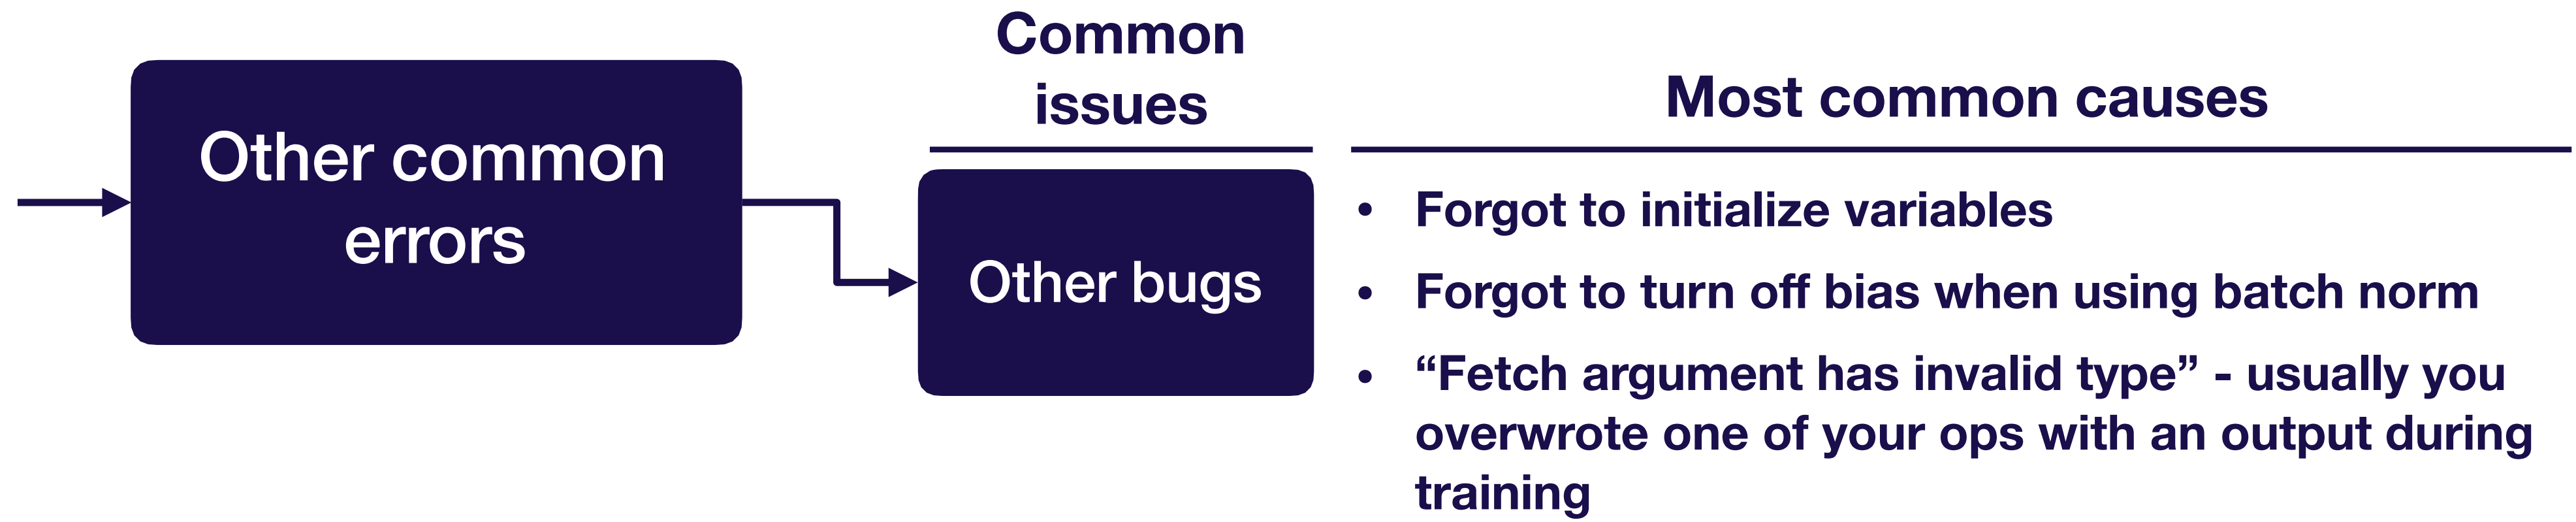 Other common
errors
Common
issues
Other bugs
Most common causes
• Forgot to initialize variables
• Forgot to turn off bias when using batch norm
• “Fetch argument has invalid type” - usually you
overwrote one of your ops with an output during
training